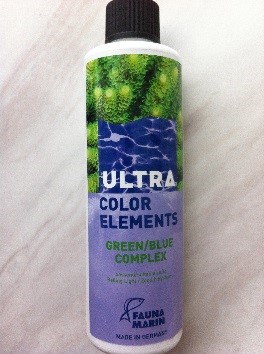 ULTRA
COLOR
ELEMENTS
GREEN/BLUE
COMPLEX
FAUNA
MARIN
MADE IN GERMANY